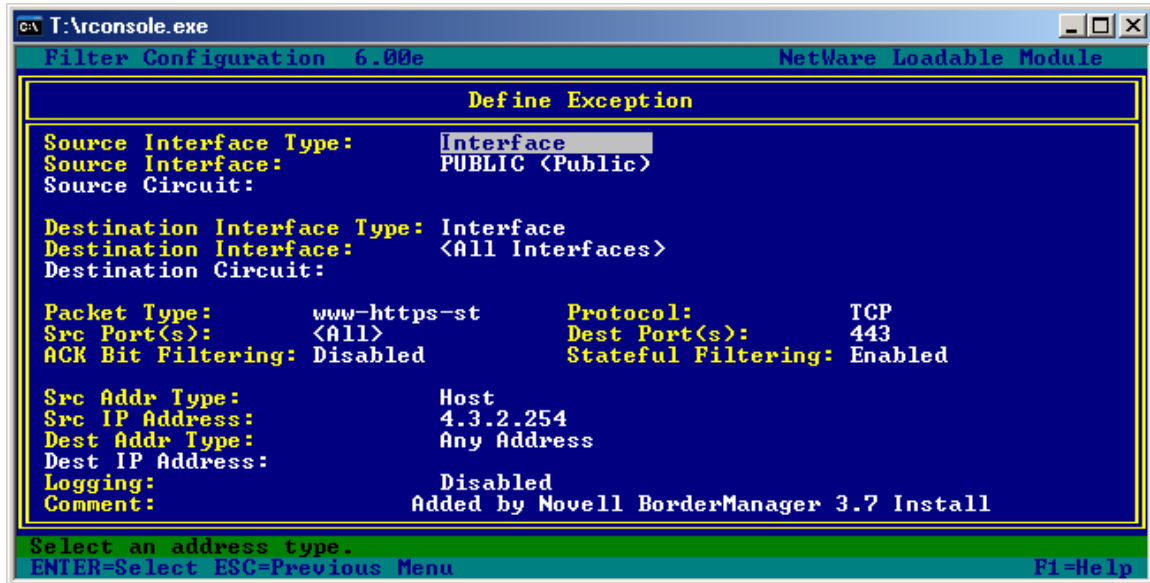 T:\rconsole.exe
Filter Configuration 6.00e NetWare Loadable Module
Define Exception
Source Interface Type: Interface
Source Interface: PUBLIC <Public>
Source Circuit:
Destination Interface Type: Interface
Destination Interface: <All Interfaces>
Destination Circuit:
Packet Type: www-https-st Protocol: TCP
Src Port(s): <All> Dest Port(s): 443
ACK Bit Filtering: Disabled Stateful Filtering: Enabled
Src Addr Type: Host
Src IP Address: 4.3.2.254
Dest Addr Type: Any Address
Dest IP Address:
Logging: Disabled
Comment: Added by Novell BorderManager 3.7 Install
Select an address type.
ENTER=Select ESC=Previous Menu F1=Help